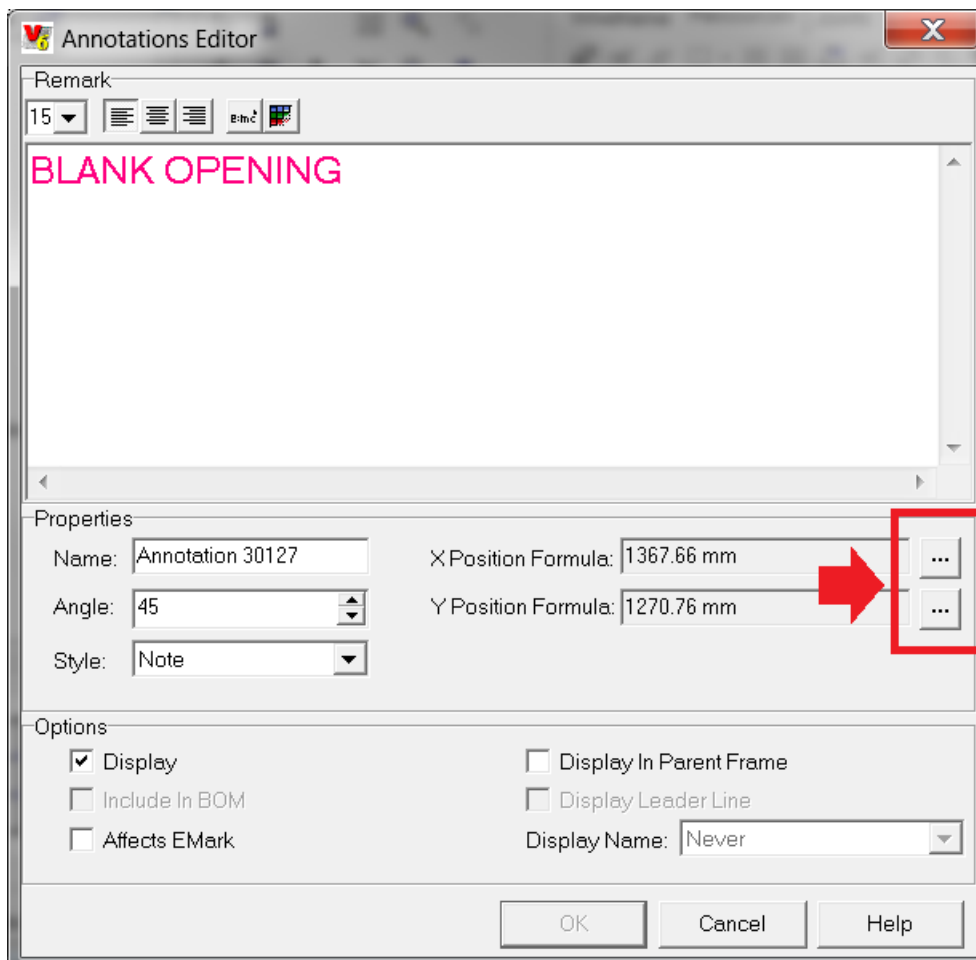 Annotations Editor
Remark
15
BLANK OPENING
Properties
Name: Annotation 30127 X Position Formula: 1367.66 mm ...
Angle: 45 Y Position Formula: 1270.76 mm ...
Style: Note
Options
Display Display In Parent Frame
Include In BOM Display Leader Line
Affects EMark Display Name: Never
OK Cancel Help